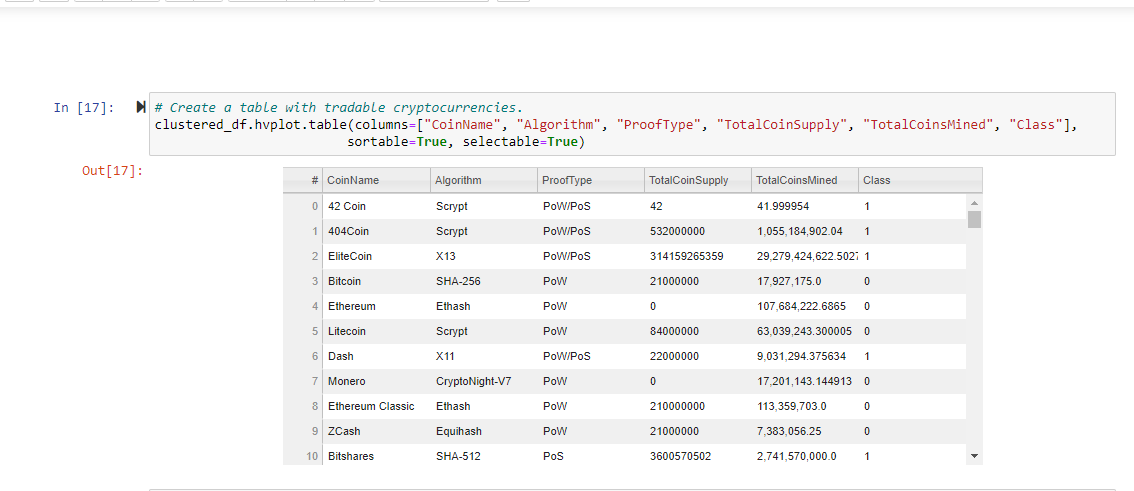 In [17]:
# Create a table with tradable cryptocurrencies.
clustered_df.hvplot.table(columns=["CoinName", "Algorithm", "ProofType", "TotalCoinSupply", "TotalCoinsMined", "Class"],
sortable=True, selectable=True)
Out[17]:
# CoinName Algorithm ProofType TotalCoinSupply TotalCoinsMined Class
0 42 Coin Scrypt PoW/PoS 42 41.999954 1
1 404Coin Scrypt PoW/PoS 532000000 1,055,184,902.04 1
2 EliteCoin X13 PoW/PoS 314159265359 29,279,424,622.502 1
3 Bitcoin SHA-256 PoW 21000000 17,927,175.0 0
4 Ethereum Ethash PoW 0 107,684,222.6865 0
5 Litecoin Scrypt PoW 84000000 63,039,243.300005 0
6 Dash X11 PoW/PoS 22000000 9,031,294.375634 1
7 Monero CryptoNight-V7 PoW 0 17,201,143.144913 0
8 Ethereum Classic Ethash PoW 210000000 113,359,703.0 0
9 ZCash Equihash PoW 21000000 7,383,056.25 0
10 Bitshares SHA-512 PoS 3600570502 2,741,570,000.0 1